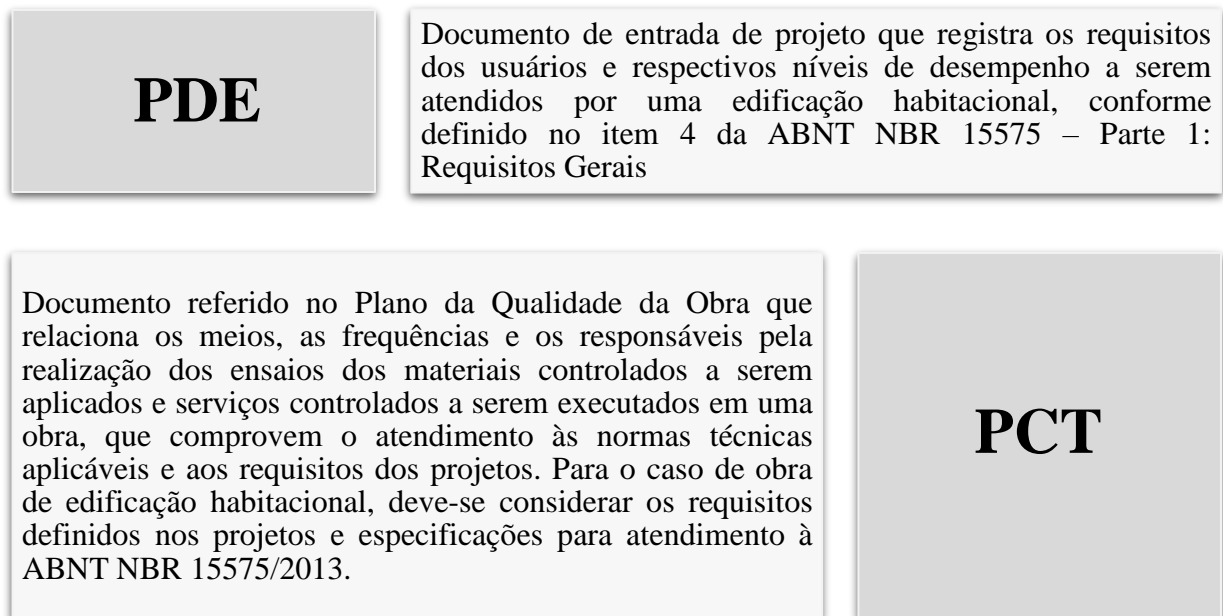 PDE
Documento de entrada de projeto que registra os requisitos
dos usuários e respectivos níveis de desempenho a serem
atendidos por uma edificação habitacional, conforme
definido no item 4 da ABNT NBR 15575 – Parte 1:
Requisitos Gerais
Documento referido no Plano da Qualidade da Obra que
relaciona os meios, as frequências e os responsáveis pela
realização dos ensaios dos materiais controlados a serem
aplicados e serviços controlados a serem executados em uma
obra, que comprovem o atendimento às normas técnicas
aplicáveis e aos requisitos dos projetos. Para o caso de obra
de edificação habitacional, deve-se considerar os requisitos
definidos nos projetos e especificações para atendimento à
ABNT NBR 15575/2013.
PCT